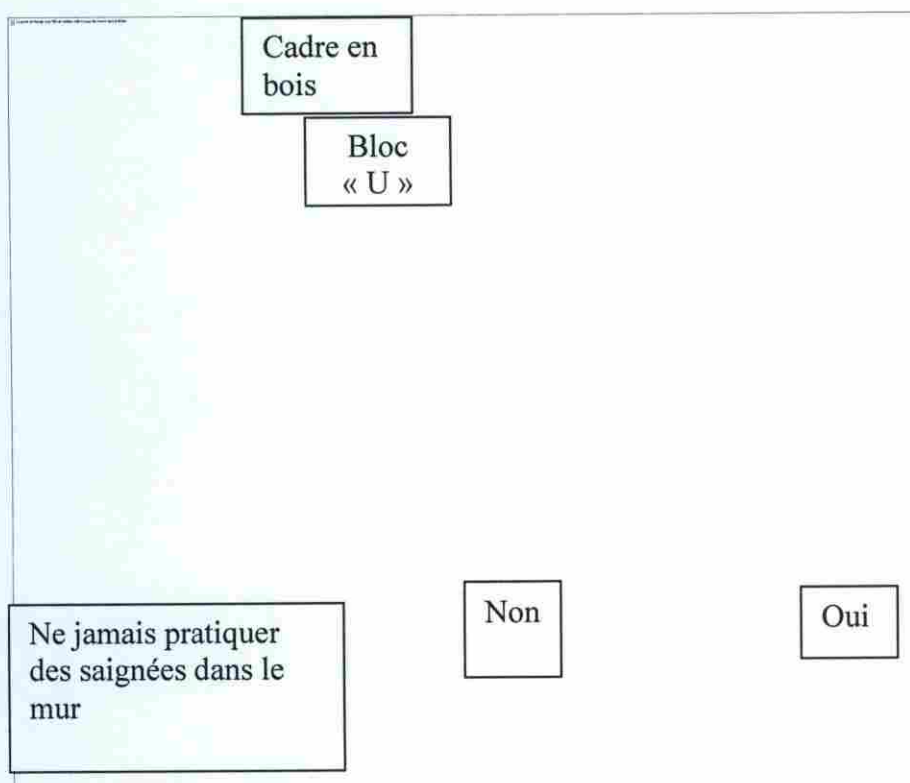 Cadre en
bois
Bloc
« U »
Non
Oui
Ne jamais pratiquer
des saignées dans le
mur